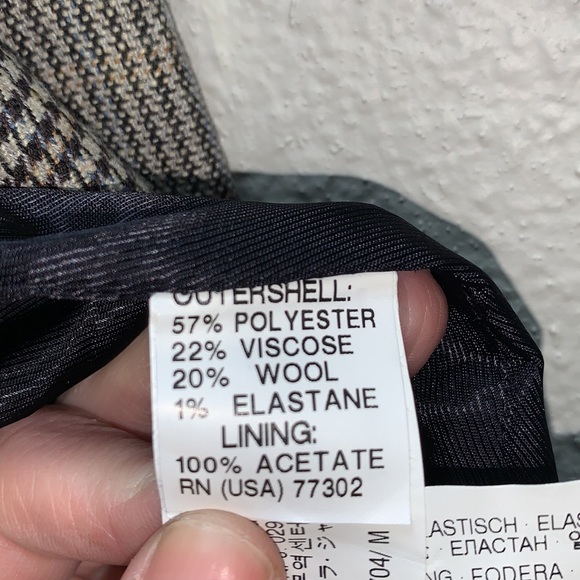 OUTERSHELL:
57% POLYESTER
22% VISCOSE
20% WOOL
1% ELASTANE
LINING:
100% ACETATE
RN (USA) 77302
04/ M
ELASTISCH · ELAS
ЕЛАСТАН ·
FODERA ·